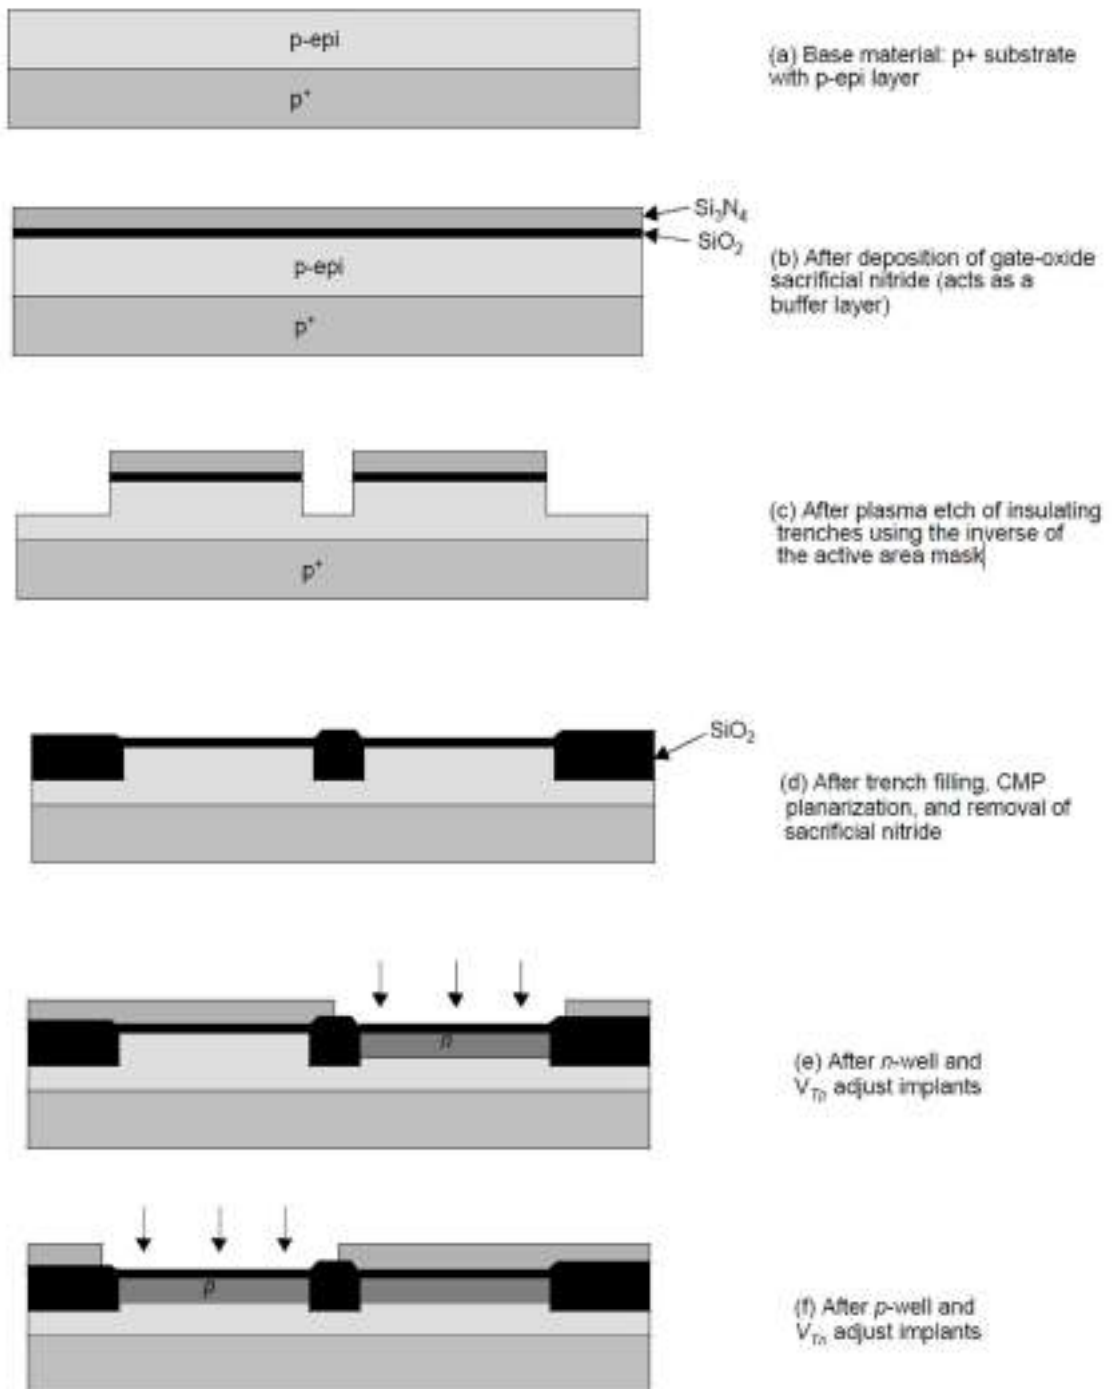 p-epi
p⁺
(a) Base material: p+ substrate
with p-epi layer
Si₃N₄
SiO₂
p-epi
p⁺
(b) After deposition of gate-oxide
sacrificial nitride (acts as a
buffer layer)
p⁺
(c) After plasma etch of insulating
trenches using the inverse of
the active area mask
SiO₂
(d) After trench filling, CMP
planarization, and removal of
sacrificial nitride
n
(e) After n-well and
V_Tp adjust implants
p
(f) After p-well and
V_Tn adjust implants